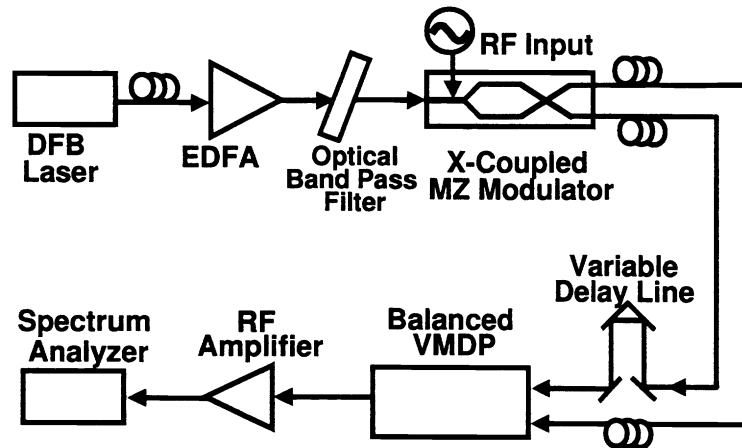 RF Input
DFB
Laser
EDFA
Optical
Band Pass
Filter
X-Coupled
MZ Modulator
Variable
Delay Line
Spectrum
Analyzer
RF
Amplifier
Balanced
VMDP